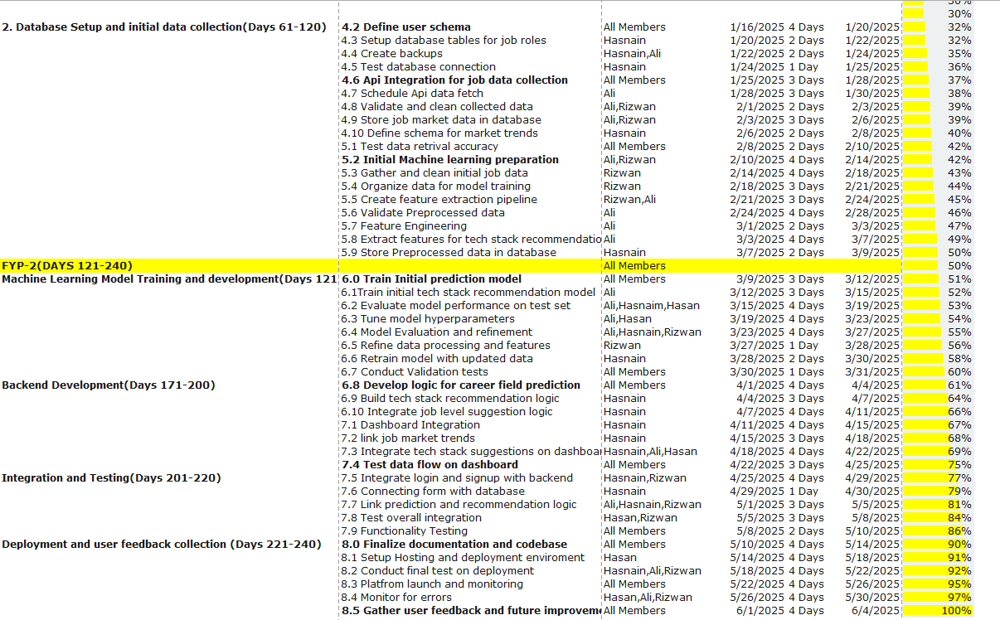 30%
30%
2. Database Setup and initial data collection(Days 61-120) 4.2 Define user schema All Members 1/16/2025 4 Days 1/20/2025 32%
4.3 Setup database tables for job roles Hasnain 1/20/2025 2 Days 1/22/2025 32%
4.4 Create backups Hasnain,Ali 1/22/2025 2 Days 1/24/2025 35%
4.5 Test database connection Hasnain 1/24/2025 1 Day 1/25/2025 36%
4.6 Api Integration for job data collection All Members 1/25/2025 3 Days 1/28/2025 37%
4.7 Schedule Api data fetch Ali 1/28/2025 3 Days 1/30/2025 38%
4.8 Validate and clean collected data Ali,Rizwan 2/1/2025 2 Days 2/3/2025 39%
4.9 Store job market data in database Ali,Rizwan 2/3/2025 3 Days 2/6/2025 39%
4.10 Define schema for market trends Hasnain 2/6/2025 2 Days 2/8/2025 40%
5.1 Test data retrival accuracy All Members 2/8/2025 2 Days 2/10/2025 42%
5.2 Initial Machine learning preparation Ali,Rizwan 2/10/2025 4 Days 2/14/2025 42%
5.3 Gather and clean initial job data Rizwan 2/14/2025 4 Days 2/18/2025 43%
5.4 Organize data for model training Rizwan 2/18/2025 3 Days 2/21/2025 44%
5.5 Create feature extraction pipeline Rizwan,Ali 2/21/2025 3 Days 2/24/2025 45%
5.6 Validate Preprocessed data Ali 2/24/2025 4 Days 2/28/2025 46%
5.7 Feature Engineering Ali 3/1/2025 2 Days 3/3/2025 47%
5.8 Extract features for tech stack recommendatio Ali 3/3/2025 4 Days 3/7/2025 49%
5.9 Store Preprocessed data in database Hasnain 3/7/2025 2 Days 3/9/2025 50%
FYP-2(DAYS 121-240) All Members 50%
Machine Learning Model Training and development(Days 121 6.0 Train Initial prediction model All Members 3/9/2025 3 Days 3/12/2025 51%
6.1Train initial tech stack recommendation model Ali 3/12/2025 3 Days 3/15/2025 52%
6.2 Evaluate model performance on test set Ali,Hasnaim,Hasan 3/15/2025 4 Days 3/19/2025 53%
6.3 Tune model hyperparameters Ali,Hasan 3/19/2025 4 Days 3/23/2025 54%
6.4 Model Evaluation and refinement Ali,Hasnain,Rizwan 3/23/2025 4 Days 3/27/2025 55%
6.5 Refine data processing and features Rizwan 3/27/2025 1 Day 3/28/2025 56%
6.6 Retrain model with updated data Hasnain 3/28/2025 2 Days 3/30/2025 58%
6.7 Conduct Validation tests All Members 3/30/2025 1 Days 3/31/2025 60%
Backend Development(Days 171-200) 6.8 Develop logic for career field prediction All Members 4/1/2025 4 Days 4/4/2025 61%
6.9 Build tech stack recommendation logic Hasnain 4/4/2025 3 Days 4/7/2025 64%
6.10 Integrate job level suggestion logic Hasnain 4/7/2025 4 Days 4/11/2025 66%
7.1 Dashboard Integration Hasnain 4/11/2025 4 Days 4/15/2025 67%
7.2 link job market trends Hasnain 4/15/2025 3 Days 4/18/2025 68%
7.3 Integrate tech stack suggestions on dashboar Hasnain,Ali,Hasan 4/18/2025 4 Days 4/22/2025 69%
7.4 Test data flow on dashboard All Members 4/22/2025 3 Days 4/25/2025 75%
Integration and Testing(Days 201-220) 7.5 Integrate login and signup with backend Hasnain,Rizwan 4/25/2025 4 Days 4/29/2025 77%
7.6 Connecting form with database Hasnain 4/29/2025 1 Day 4/30/2025 79%
7.7 Link prediction and recommendation logic Ali,Hasnain,Rizwan 5/1/2025 3 Days 5/5/2025 81%
7.8 Test overall integration Hasan,Rizwan 5/5/2025 3 Days 5/8/2025 84%
7.9 Functionality Testing All Members 5/8/2025 2 Days 5/10/2025 86%
Deployment and user feedback collection (Days 221-240) 8.0 Finalize documentation and codebase All Members 5/10/2025 4 Days 5/14/2025 90%
8.1 Setup Hosting and deployment enviroment Hasan 5/14/2025 4 Days 5/18/2025 91%
8.2 Conduct final test on deployment Hasnain,Ali,Rizwan 5/18/2025 4 Days 5/22/2025 92%
8.3 Platfrom launch and monitoring All Members 5/22/2025 4 Days 5/26/2025 95%
8.4 Monitor for errors Hasan,Ali,Rizwan 5/26/2025 4 Days 5/30/2025 97%
8.5 Gather user feedback and future improveme All Members 6/1/2025 4 Days 6/4/2025 100%